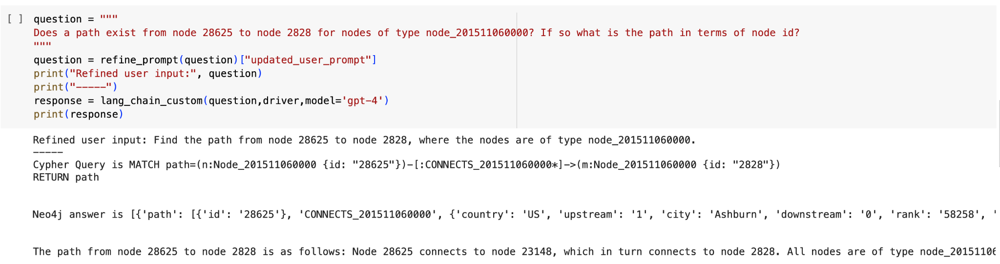 [ ] question = """
Does a path exist from node 28625 to node 2828 for nodes of type node_201511060000? If so what is the path in terms of node id?
"""
question = refine_prompt(question)["updated_user_prompt"]
print("Refined user input:", question)
print("-----")
response = lang_chain_custom(question,driver,model='gpt-4')
print(response)
Refined user input: Find the path from node 28625 to node 2828, where the nodes are of type node_201511060000.
-----
Cypher Query is MATCH path=(n:Node_201511060000 {id: "28625"})-[:CONNECTS_201511060000*]->(m:Node_201511060000 {id: "2828"})
RETURN path
Neo4j answer is [{'path': [{'id': '28625'}, 'CONNECTS_201511060000', {'country': 'US', 'upstream': '1', 'city': 'Ashburn', 'downstream': '0', 'rank': '58258', '
The path from node 28625 to node 2828 is as follows: Node 28625 connects to node 23148, which in turn connects to node 2828. All nodes are of type node_20151106